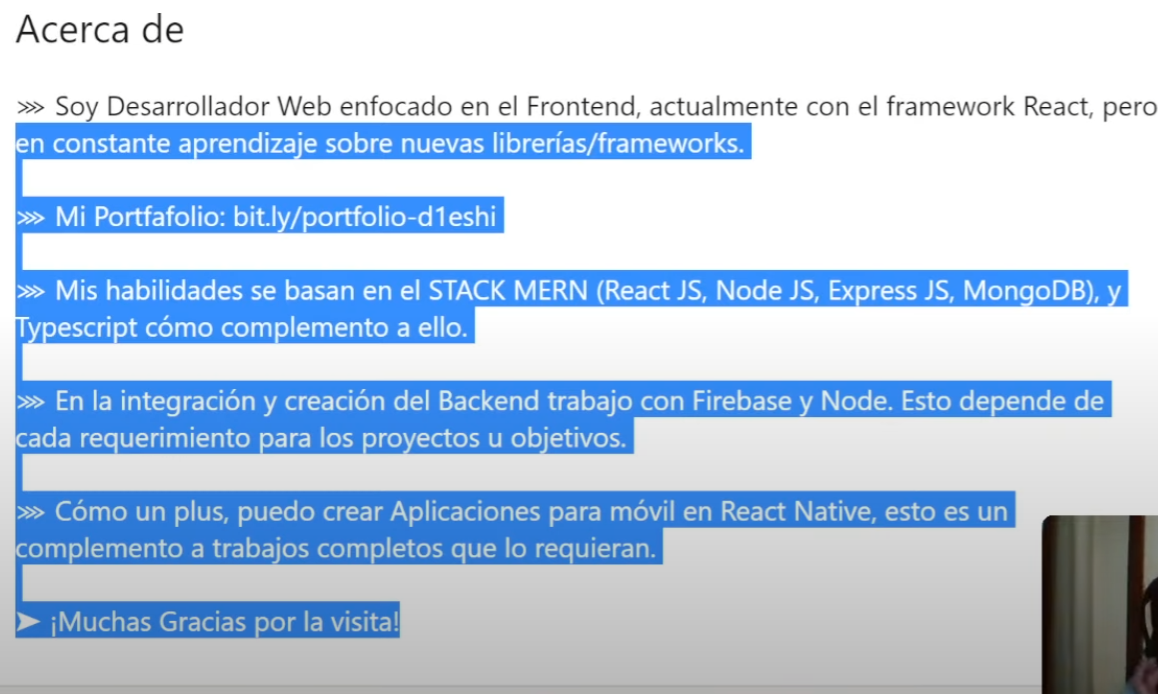 Acerca de
⋙ Soy Desarrollador Web enfocado en el Frontend, actualmente con el framework React, pero
en constante aprendizaje sobre nuevas librerías/frameworks.
⋙ Mi Portfafolio: bit.ly/portfolio-d1eshi
⋙ Mis habilidades se basan en el STACK MERN (React JS, Node JS, Express JS, MongoDB), y
Typescript cómo complemento a ello.
⋙ En la integración y creación del Backend trabajo con Firebase y Node. Esto depende de
cada requerimiento para los proyectos u objetivos.
⋙ Cómo un plus, puedo crear Aplicaciones para móvil en React Native, esto es un
complemento a trabajos completos que lo requieran.
➤ ¡Muchas Gracias por la visita!